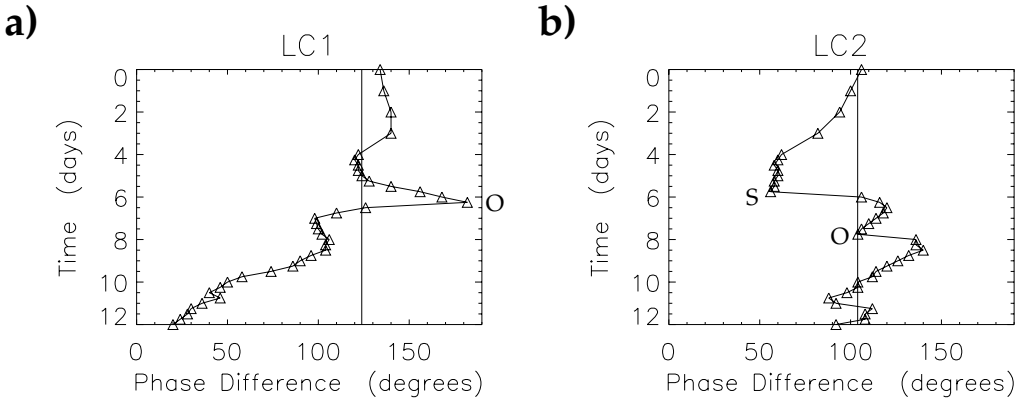 a)
LC1
0
2
4
6
8
10
12
Time (days)
O
0 50 100 150
Phase Difference (degrees)
b)
LC2
0
2
4
6
8
10
12
Time (days)
S
O
0 50 100 150
Phase Difference (degrees)